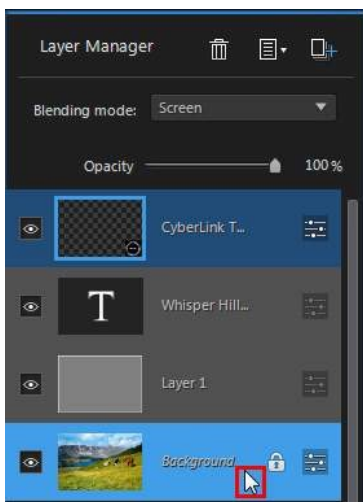 Layer Manager
Blending mode: Screen
Opacity 100 %
CyberLink T...
T Whisper Hill...
Layer 1
Background